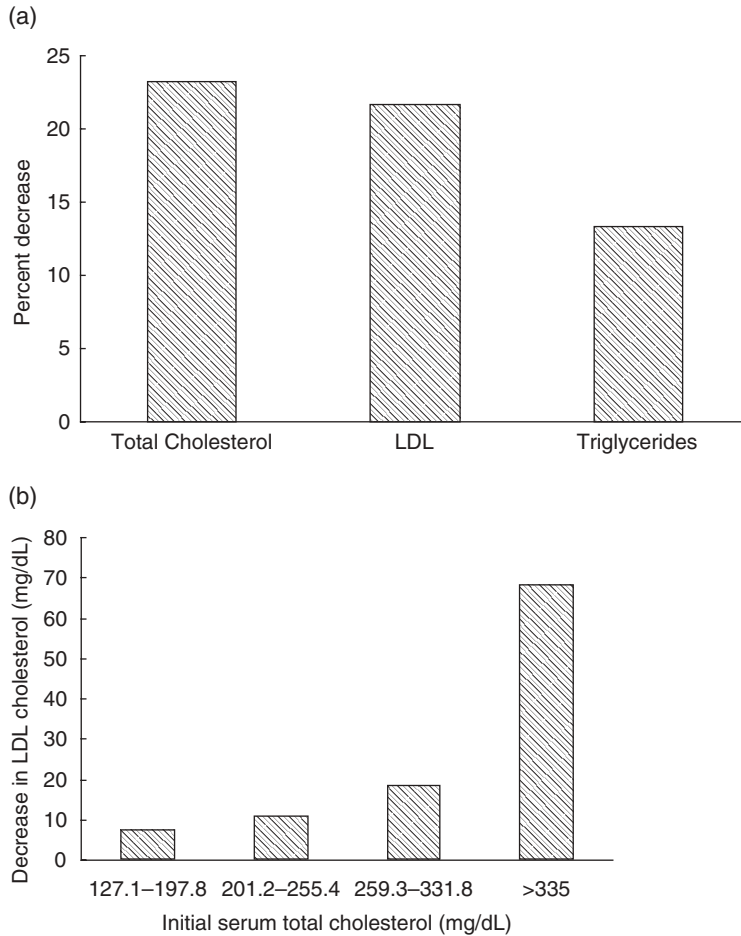 (a)
Percent decrease
25
20
15
10
5
0
Total Cholesterol LDL Triglycerides
(b)
Decrease in LDL cholesterol (mg/dL)
80
70
60
50
40
30
20
10
0
127.1–197.8 201.2–255.4 259.3–331.8 >335
Initial serum total cholesterol (mg/dL)